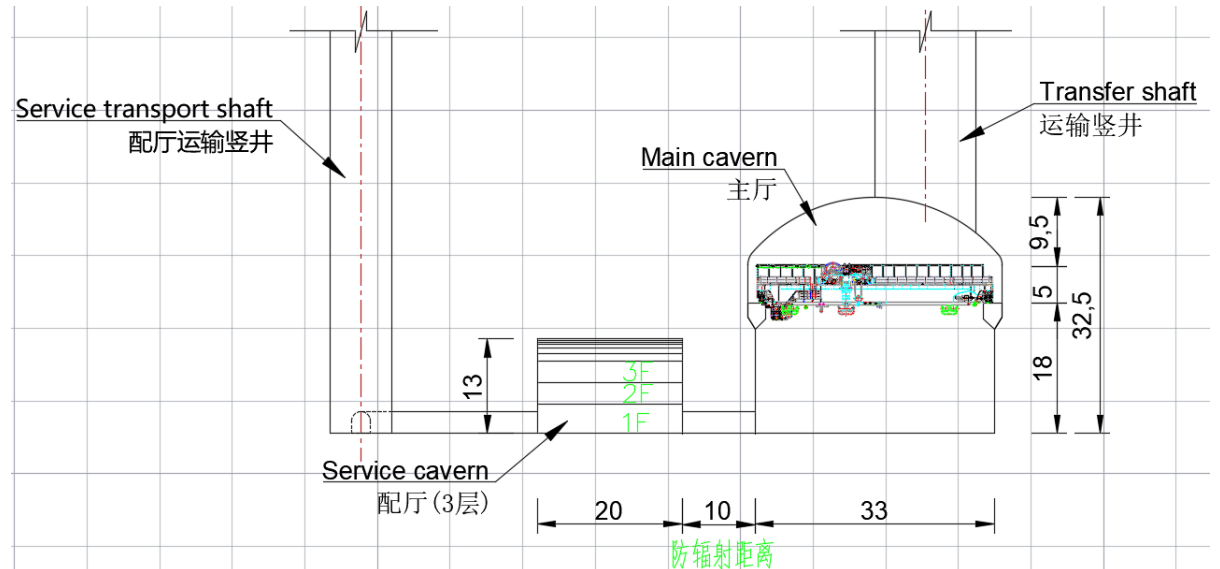 Service transport shaft
配厅运输竖井
Transfer shaft
运输竖井
Main cavern
主厅
9,5
5
18
32,5
13
3F
2F
1F
Service cavern
配厅(3层)
20
10
33
防辐射距离